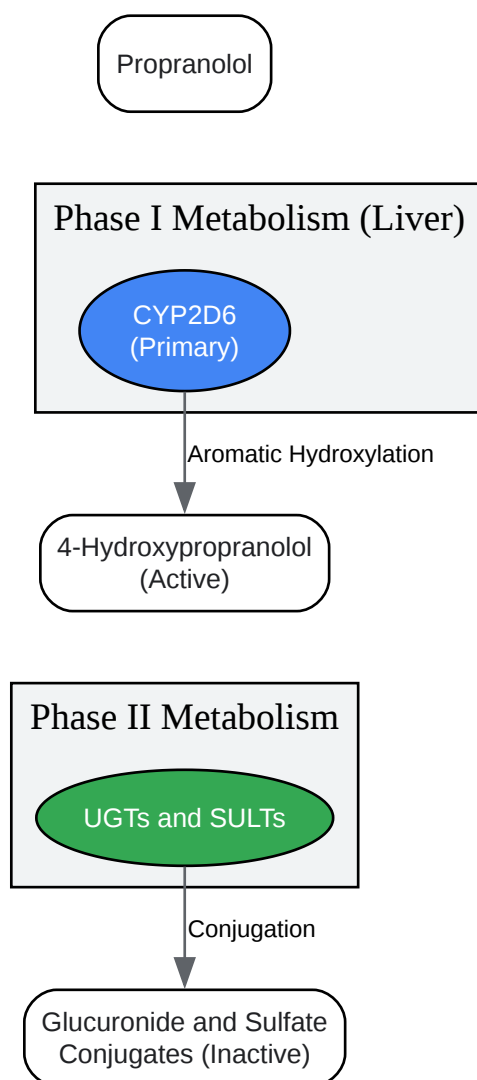 Propranolol
Phase I Metabolism (Liver)
CYP2D6
(Primary)
Aromatic Hydroxylation
4-Hydroxypropranolol
(Active)
Phase II Metabolism
UGTs and SULTs
Conjugation
Glucuronide and Sulfate
Conjugates (Inactive)